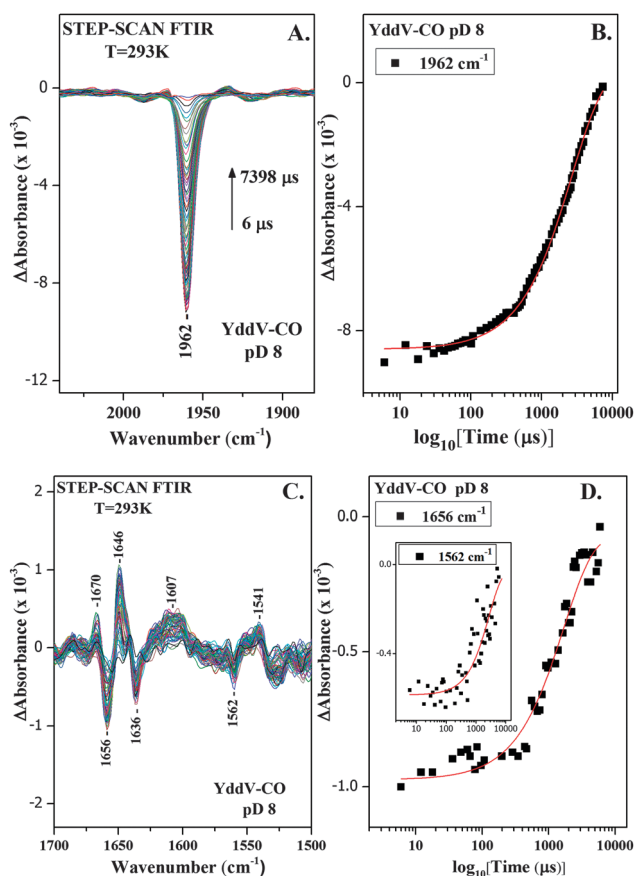 STEP-SCAN FTIR
T=293K
A.
0
-4
-8
-12
ΔAbsorbance (x 10⁻³)
7398 µs
6 µs
1962
YddV-CO
pD 8
2000
1950
1900
Wavenumber (cm⁻¹)
YddV-CO pD 8
B.
1962 cm⁻¹
0
-4
-8
ΔAbsorbance (x 10⁻³)
10
100
1000
10000
log₁₀[Time (µs)]
STEP-SCAN FTIR
T=293K
C.
2
1
0
-1
-2
ΔAbsorbance (x 10⁻³)
1670
1646
1607
1541
1656
1636
1562
YddV-CO
pD 8
1700
1650
1600
1550
1500
Wavenumber (cm⁻¹)
YddV-CO pD 8
D.
1656 cm⁻¹
1562 cm⁻¹
0.0
-0.4
10
100
1000
10000
0.0
-0.5
-1.0
ΔAbsorbance (x 10⁻³)
10
100
1000
10000
log₁₀[Time (µs)]